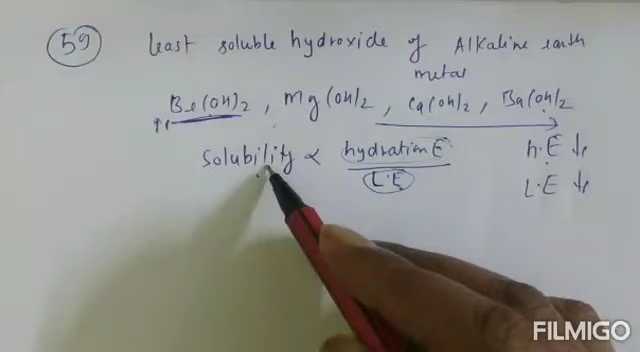 59 Least soluble hydroxide of Alkaline earth
metal
Be(OH)2, Mg(OH)2, Ca(OH)2, Ba(OH)2
Solubility ∝ hydration E / L.E
h.E ↓
L.E ↓
FILMIGO